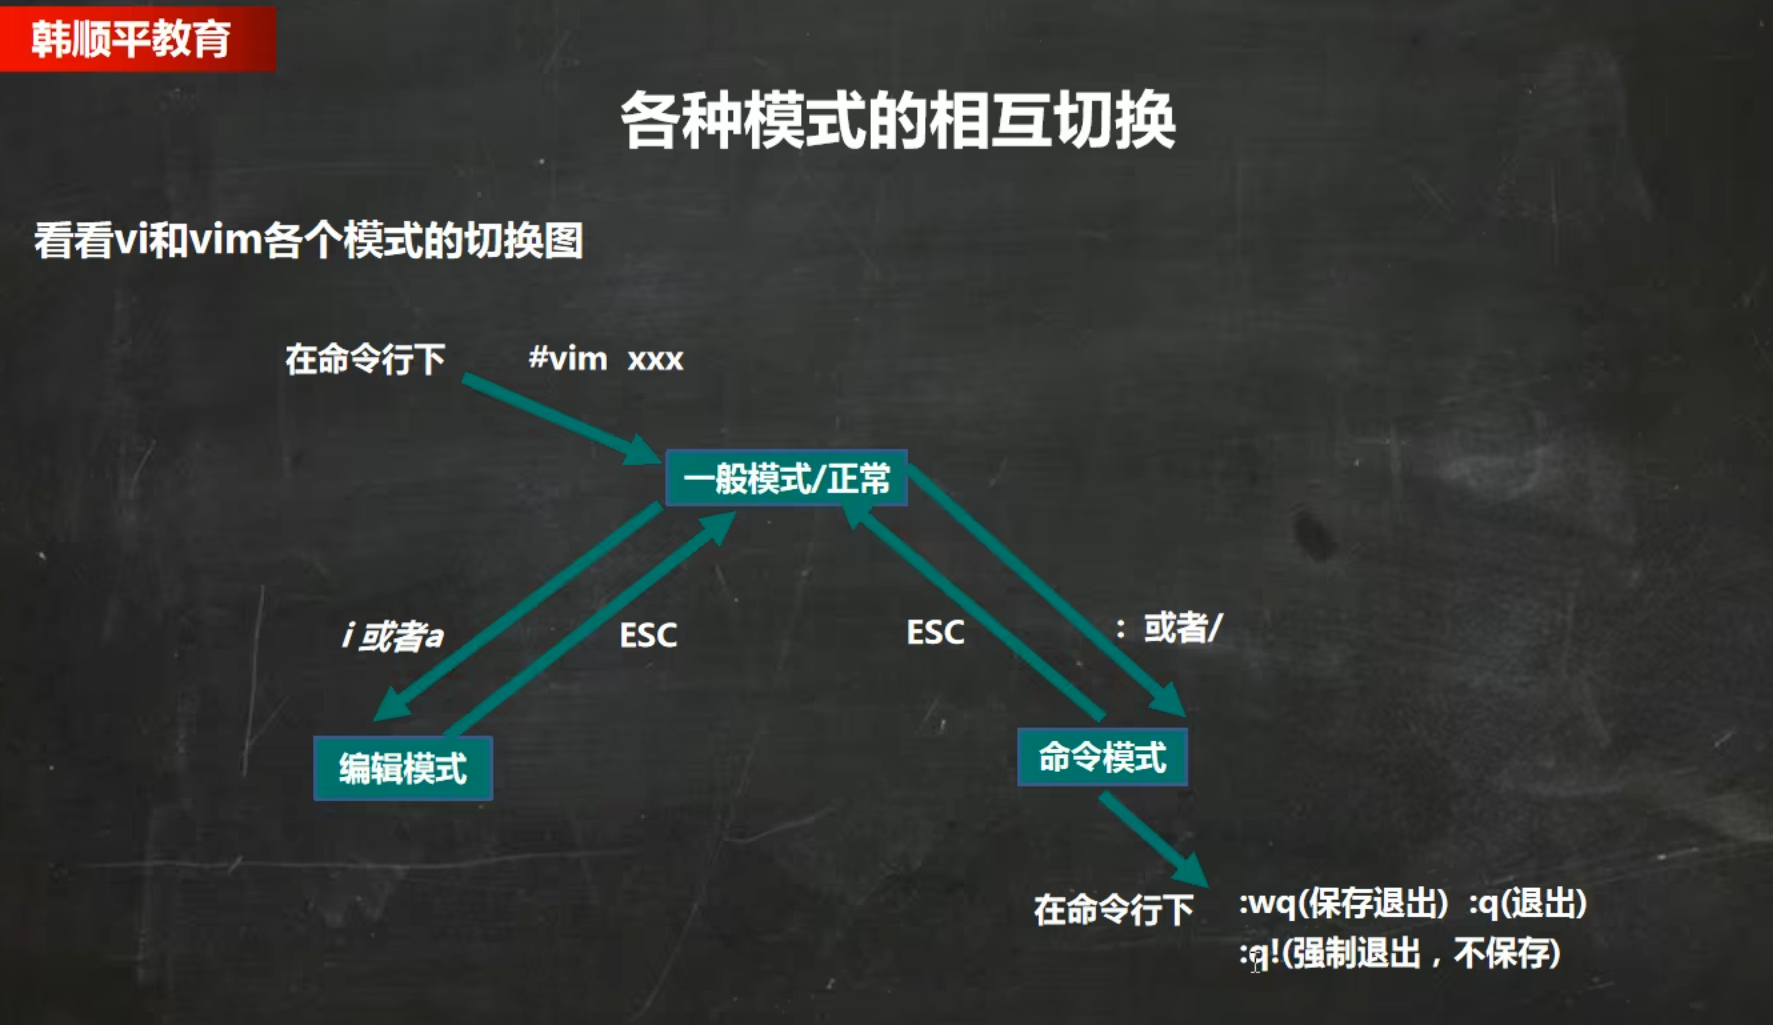 韩顺平教育
各种模式的相互切换
看看vi和vim各个模式的切换图
在命令行下 #vim xxx
一般模式/正常
i 或者a ESC ESC : 或者/
编辑模式 命令模式
在命令行下 :wq(保存退出) :q(退出)
:q!(强制退出，不保存)